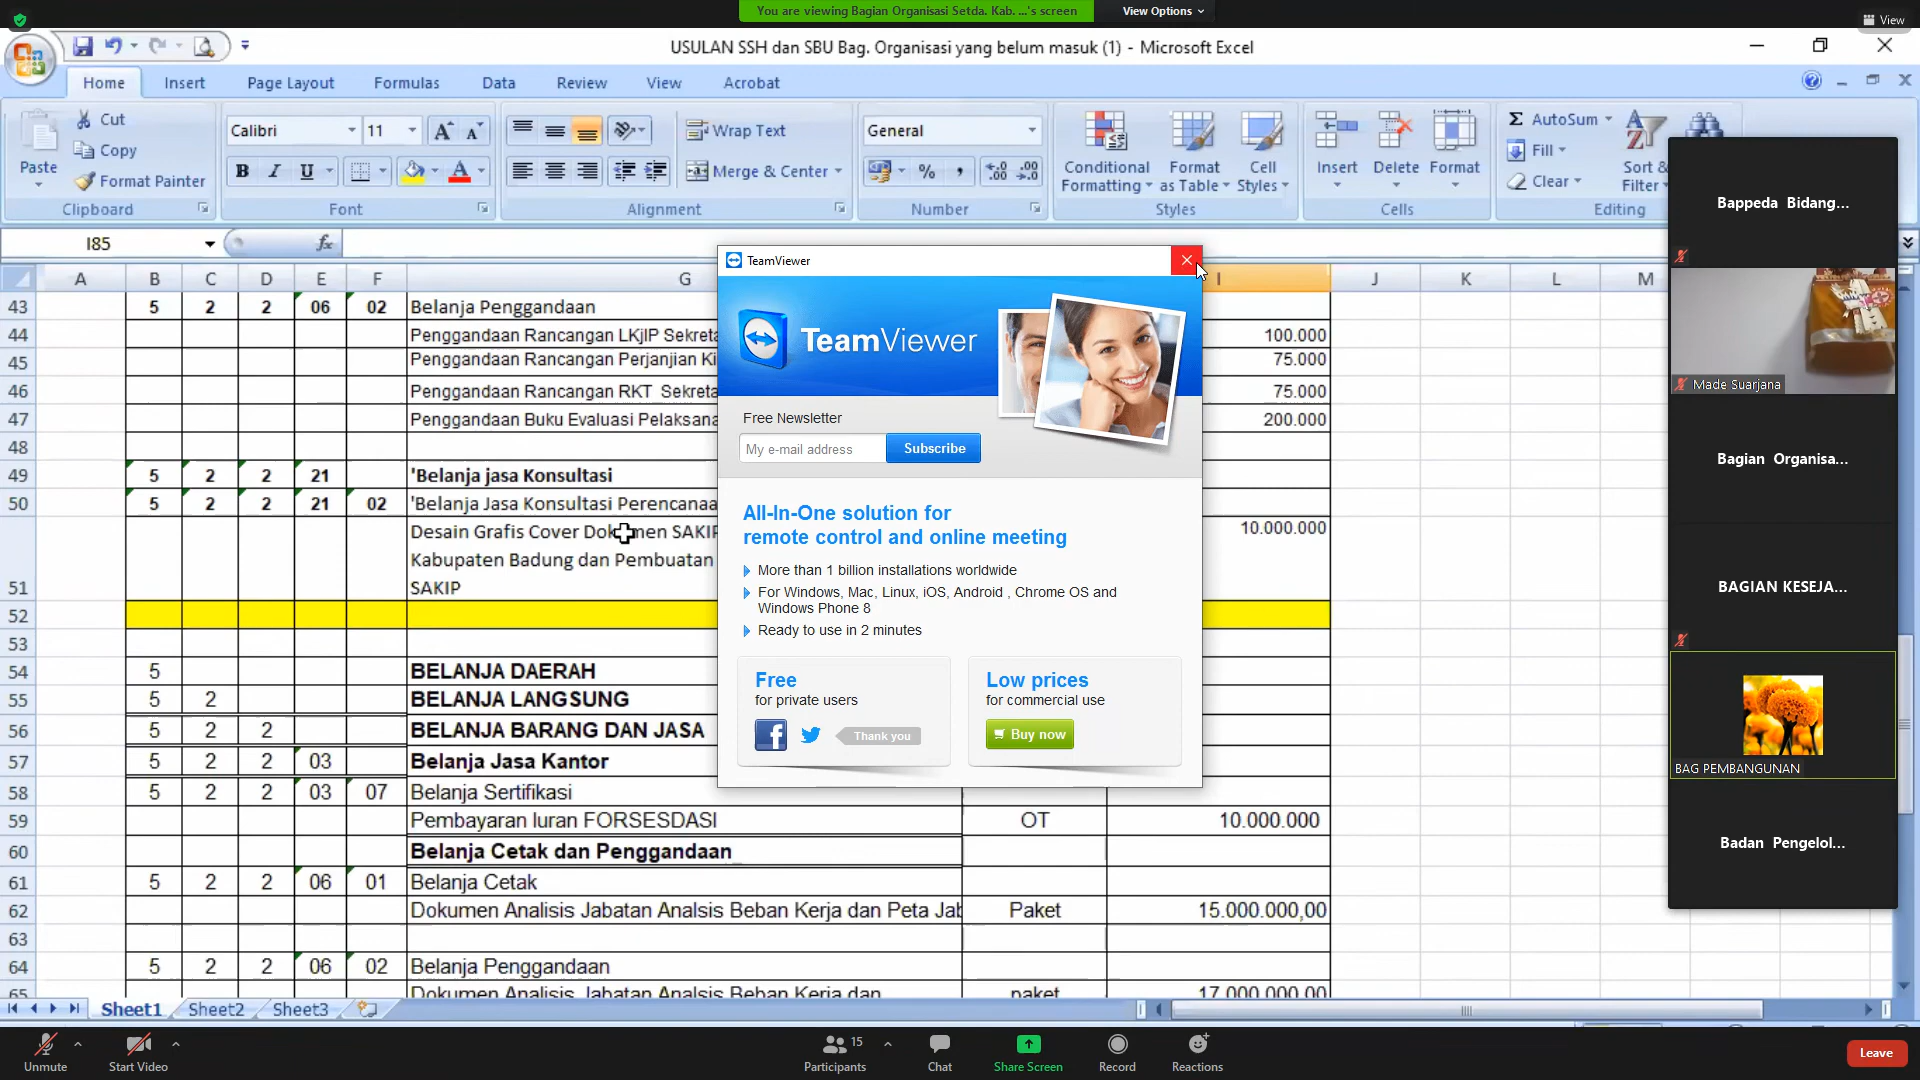 You are viewing Bagian Organisasi Setda. Kab. ...'s screen
View Options
View
USULAN SSH dan SBU Bag. Organisasi yang belum masuk (1) - Microsoft Excel
Home Insert Page Layout Formulas Data Review View Acrobat
Cut
Copy
Format Painter
Paste
Clipboard
Calibri 11
B I U
Font
Wrap Text
Merge & Center
Alignment
General
% ,
Number
Conditional Formatting
Format as Table
Cell Styles
Styles
Insert Delete Format
Cells
AutoSum
Fill
Clear
Sort & Filter
Editing
I85
fx
A B C D E F G I J K L M
43 5 2 2 06 02 Belanja Penggandaan
44 Penggandaan Rancangan LKjIP Sekreta 100.000
45 Penggandaan Rancangan Perjanjian Ki 75.000
46 Penggandaan Rancangan RKT Sekreta 75.000
47 Penggandaan Buku Evaluasi Pelaksana 200.000
48
49 5 2 2 21 'Belanja jasa Konsultasi
50 5 2 2 21 02 'Belanja Jasa Konsultasi Perencanaa
Desain Grafis Cover Dokumen SAKIP 10.000.000
Kabupaten Badung dan Pembuatan
51 SAKIP
52
53
54 5 BELANJA DAERAH
55 5 2 BELANJA LANGSUNG
56 5 2 2 BELANJA BARANG DAN JASA
57 5 2 2 03 Belanja Jasa Kantor
58 5 2 2 03 07 Belanja Sertifikasi
59 Pembayaran Iuran FORSESDASI OT 10.000.000
60 Belanja Cetak dan Penggandaan
61 5 2 2 06 01 Belanja Cetak
62 Dokumen Analisis Jabatan Analsis Beban Kerja dan Peta Jab Paket 15.000.000,00
63
64 5 2 2 06 02 Belanja Penggandaan
65 Dokumen Analisis Jabatan Analisis Beban Kerja dan paket 17.000.000,00
Sheet1 Sheet2 Sheet3
TeamViewer
TeamViewer
Free Newsletter
My e-mail address
Subscribe
All-In-One solution for
remote control and online meeting
More than 1 billion installations worldwide
For Windows, Mac, Linux, iOS, Android , Chrome OS and
Windows Phone 8
Ready to use in 2 minutes
Free
for private users
Thank you
Low prices
for commercial use
Buy now
Bappeda Bidang...
Made Suarjana
Bagian Organisa...
BAGIAN KESEJA...
BAG PEMBANGUNAN
Badan Pengelol...
Unmute
Start Video
15
Participants
Chat
Share Screen
Record
Reactions
Leave